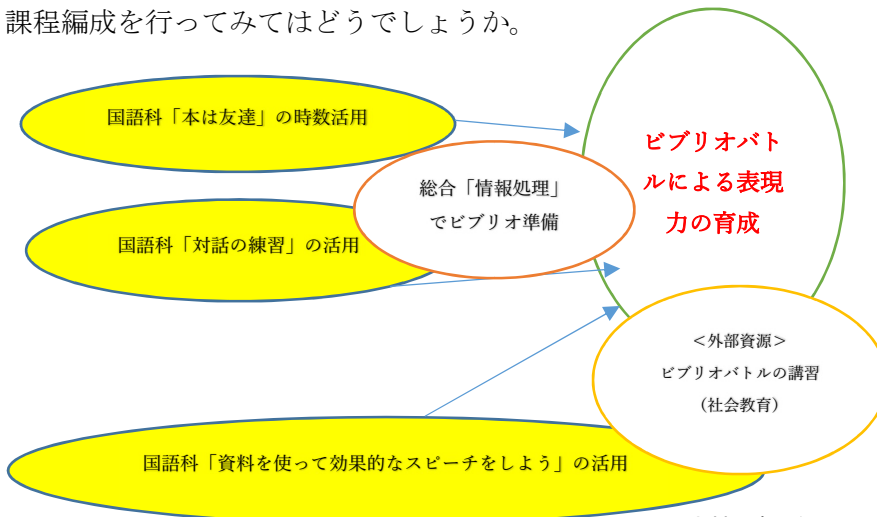 課程編成を行ってみてはどうでしょうか。
国語科「本は友達」の時数活用
ビブリオバト
ルによる表現
力の育成
総合「情報処理」
でビブリオ準備
国語科「対話の練習」の活用
＜外部資源＞
ビブリオバトルの講習
（社会教育）
国語科「資料を使って効果的なスピーチをしよう」の活用